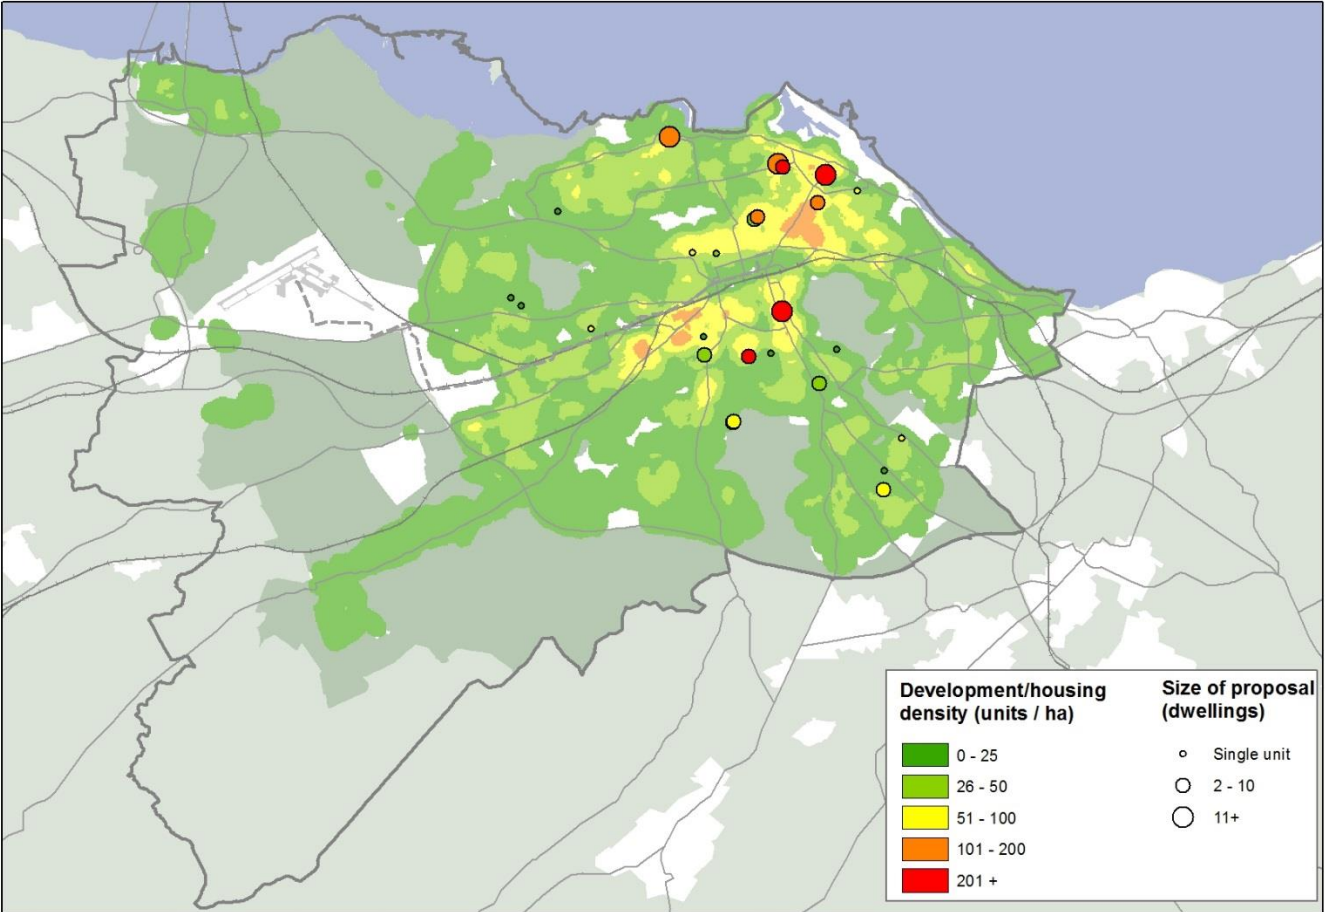 Development/housing
density (units / ha)
0 - 25
26 - 50
51 - 100
101 - 200
201 +
Size of proposal
(dwellings)
Single unit
2 - 10
11+